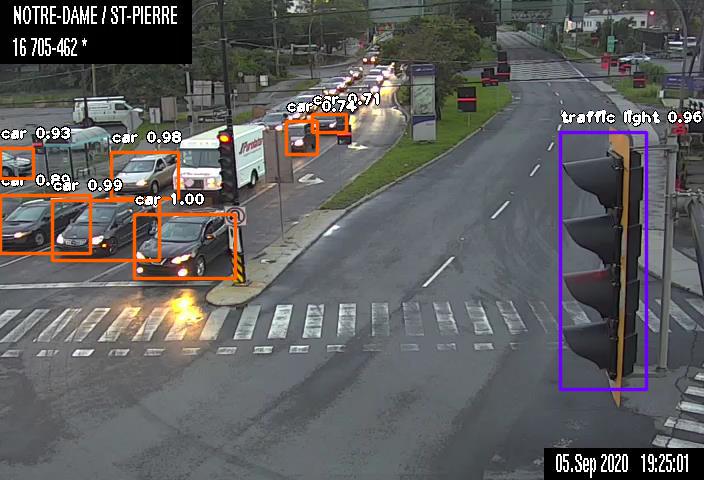 NOTRE-DAME / ST-PIERRE
16 705-462 *
car 0.93
car 0.98
car 0.71
traffic light 0.96
car 0.99
car 1.00
05.Sep 2020 19:25:01